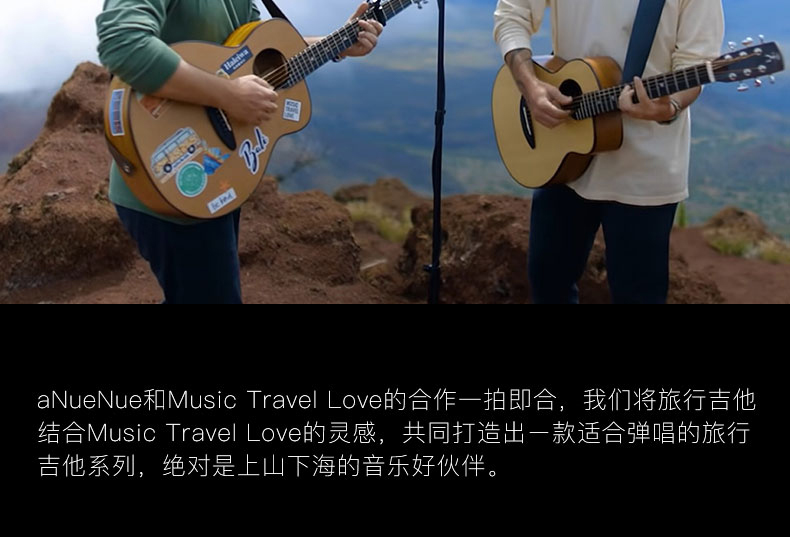 Bali
MUSIC
TRAVEL
LOVE
aNueNue和Music Travel Love的合作一拍即合，我们将旅行吉他
结合Music Travel Love的灵感，共同打造出一款适合弹唱的旅行
吉他系列，绝对是上山下海的音乐好伙伴。